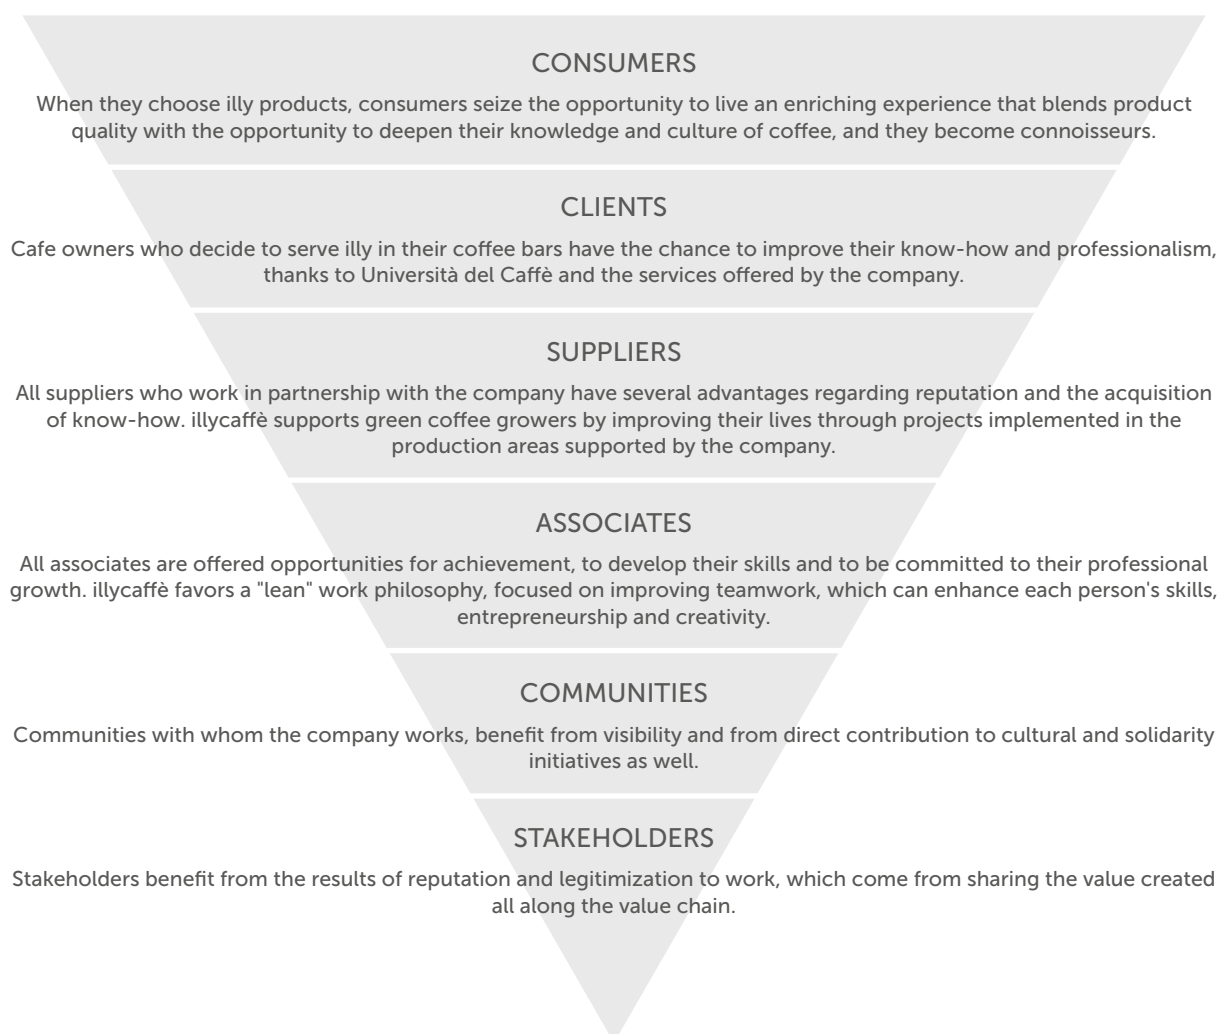 CONSUMERS
When they choose illy products, consumers seize the opportunity to live an enriching experience that blends product
quality with the opportunity to deepen their knowledge and culture of coffee, and they become connoisseurs.
CLIENTS
Cafe owners who decide to serve illy in their coffee bars have the chance to improve their know-how and professionalism,
thanks to Università del Caffè and the services offered by the company.
SUPPLIERS
All suppliers who work in partnership with the company have several advantages regarding reputation and the acquisition
of know-how. illycaffè supports green coffee growers by improving their lives through projects implemented in the
production areas supported by the company.
ASSOCIATES
All associates are offered opportunities for achievement, to develop their skills and to be committed to their professional
growth. illycaffè favors a "lean" work philosophy, focused on improving teamwork, which can enhance each person's skills,
entrepreneurship and creativity.
COMMUNITIES
Communities with whom the company works, benefit from visibility and from direct contribution to cultural and solidarity
initiatives as well.
STAKEHOLDERS
Stakeholders benefit from the results of reputation and legitimization to work, which come from sharing the value created
all along the value chain.